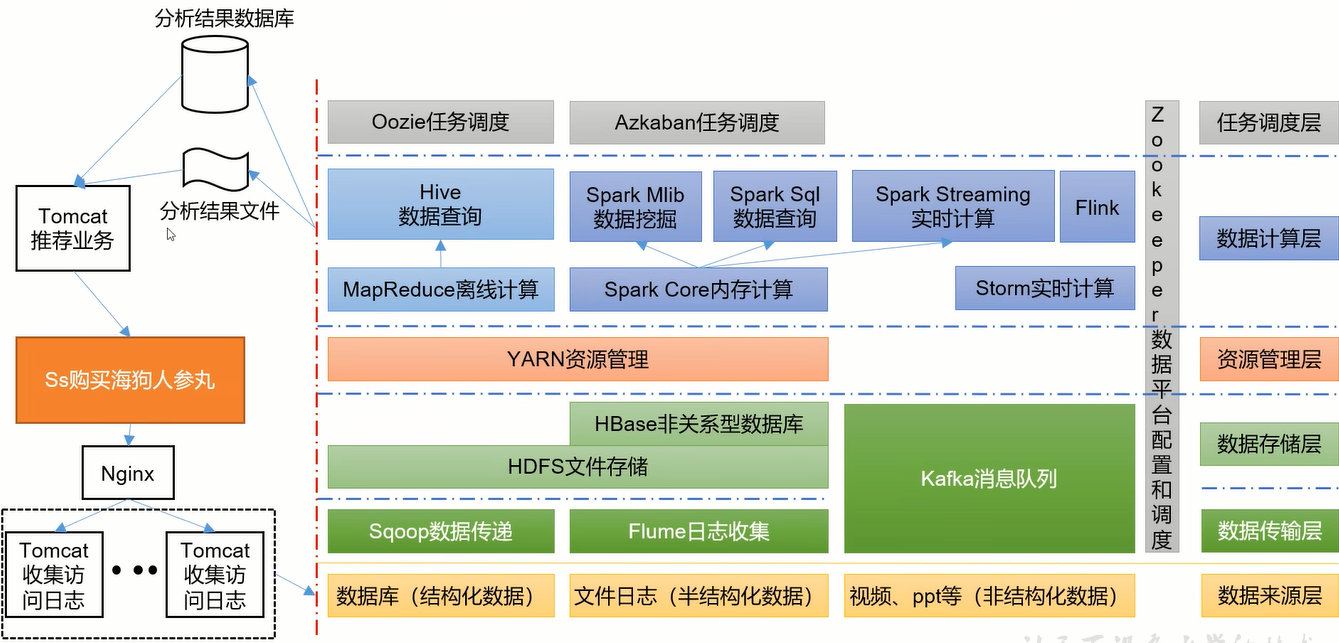 分析结果数据库
分析结果文件
Tomcat
推荐业务
Ss购买海狗人参丸
Nginx
Tomcat
收集访
问日志
Tomcat
收集访
问日志
Oozie任务调度
Azkaban任务调度
任务调度层
Hive
数据查询
Spark Mlib
数据挖掘
Spark Sql
数据查询
Spark Streaming
实时计算
Flink
MapReduce离线计算
Spark Core内存计算
Storm实时计算
数据计算层
YARN资源管理
资源管理层
HBase非关系型数据库
HDFS文件存储
Kafka消息队列
数据存储层
Sqoop数据传递
Flume日志收集
数据传输层
数据库（结构化数据）
文件日志（半结构化数据）
视频、ppt等（非结构化数据）
数据来源层
Zookeeper数据平台配置和调度